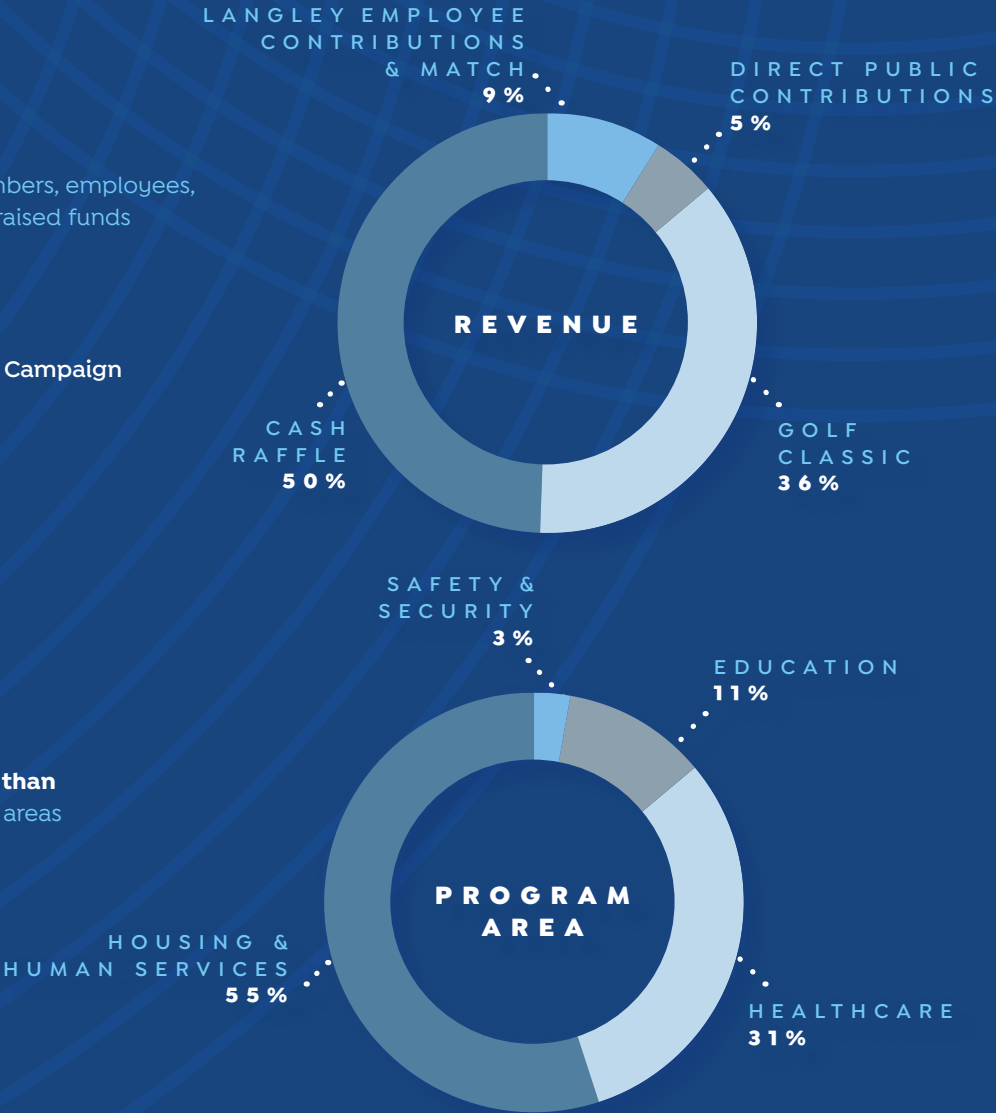 LANGLEY EMPLOYEE
CONTRIBUTIONS
& MATCH
9%
DIRECT PUBLIC
CONTRIBUTIONS
5%
employees,
raised funds
REVENUE
Campaign
CASH
RAFFLE
50%
GOLF
CLASSIC
36%
SAFETY &
SECURITY
3%
EDUCATION
11%
than
areas
PROGRAM
AREA
HOUSING &
HUMAN SERVICES
55%
HEALTHCARE
31%